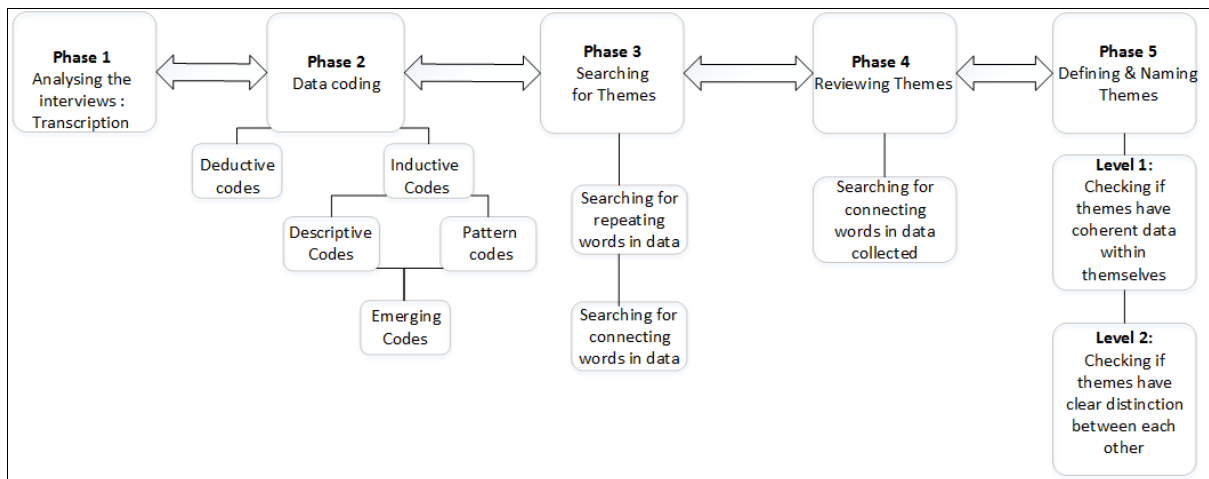 Phase 1
Analysing the
interviews :
Transcription
Phase 2
Data coding
Phase 3
Searching
for Themes
Phase 4
Reviewing Themes
Phase 5
Defining & Naming
Themes
Deductive
codes
Inductive
Codes
Descriptive
Codes
Pattern
codes
Emerging
Codes
Searching for
repeating
words in data
Searching for
connecting
words in data
Searching for
connecting
words in data
collected
Level 1:
Checking if
themes have
coherent data
within
themselves
Level 2:
Checking if
themes have
clear distinction
between each
other